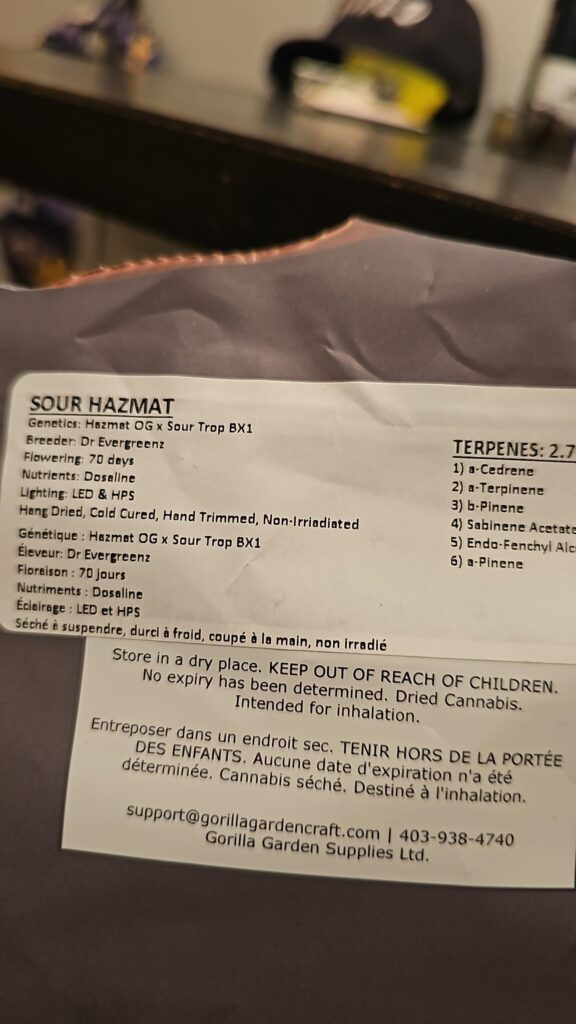 SOUR HAZMAT
Genetics: Hazmat OG x Sour Trop BX1
Breeder: Dr Evergreenz
Flowering: 70 days
Nutrients: Dosaline
Lighting: LED & HPS
Hang Dried, Cold Cured, Hand Trimmed, Non-Irriadiated
Génétique : Hazmat OG x Sour Trop BX1
Éleveur: Dr Evergreenz
Floraison : 70 jours
Nutriments : Dosaline
Éclairage : LED et HPS
Séché à suspendre, durci à froid, coupé à la main, non irradié
TERPENES: 2.7
1) a-Cedrene
2) a-Terpinene
3) b-Pinene
4) Sabinene Acetate
5) Endo-Fenchyl Alc
6) a-Pinene
Store in a dry place. KEEP OUT OF REACH OF CHILDREN.
No expiry has been determined. Dried Cannabis.
Intended for inhalation.
Entreposer dans un endroit sec. TENIR HORS DE LA PORTÉE
DES ENFANTS. Aucune date d'expiration n'a été
déterminée. Cannabis séché. Destiné à l'inhalation.
support@gorillagardencraft.com | 403-938-4740
Gorilla Garden Supplies Ltd.